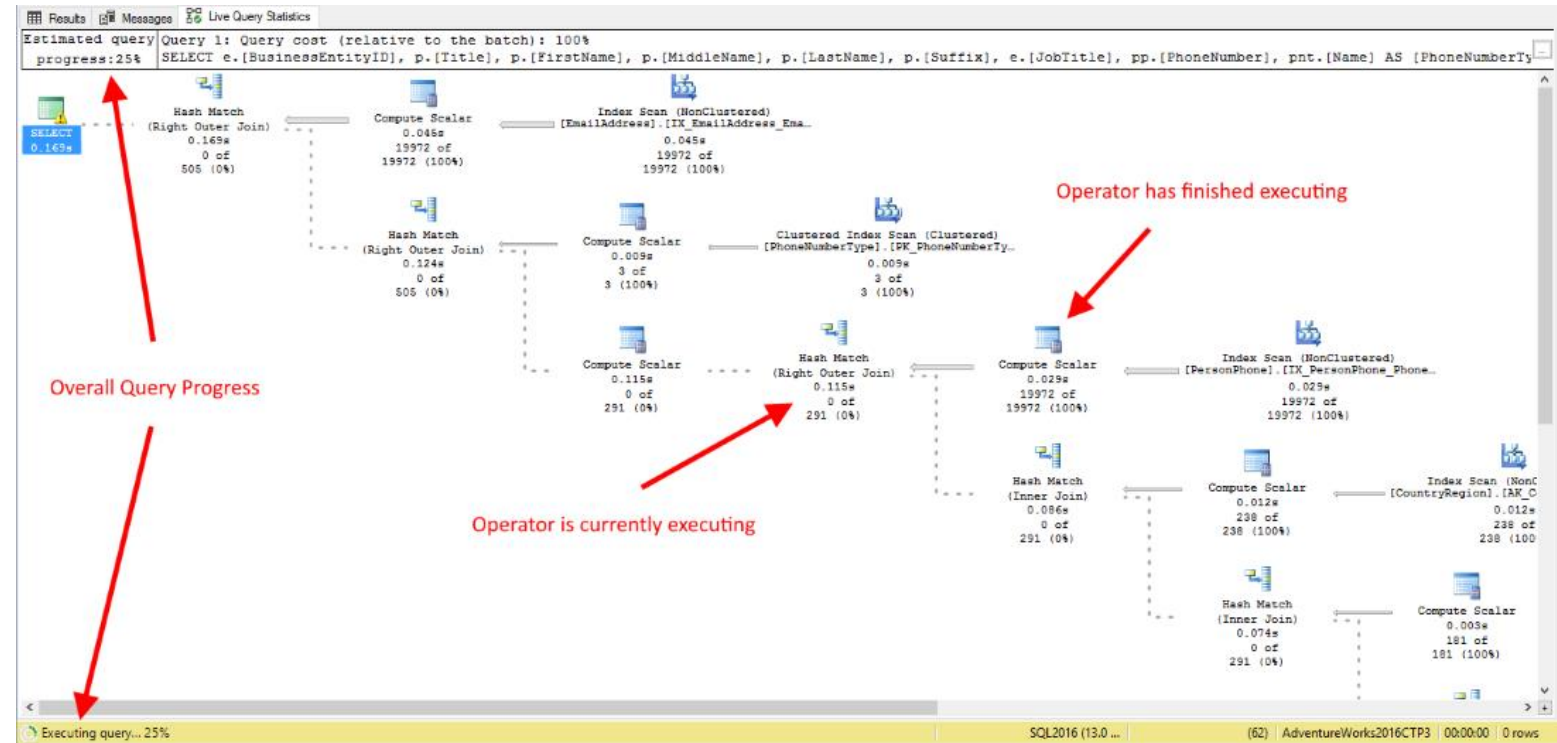 Results Messages Live Query Statistics
Estimated query progress:25%
Query 1: Query cost (relative to the batch): 100%
SELECT e.[BusinessEntityID], p.[Title], p.[FirstName], p.[MiddleName], p.[LastName], p.[Suffix], e.[JobTitle], pp.[PhoneNumber], pnt.[Name] AS [PhoneNumberTy
SELECT
0.169s
Hash Match
(Right Outer Join)
0.169s
0 of
505 (0%)
Compute Scalar
0.046s
19972 of
19972 (100%)
Index Scan (NonClustered)
[EmailAddress].[IX_EmailAddress_Ema…
0.045s
19972 of
19972 (100%)
Operator has finished executing
Hash Match
(Right Outer Join)
0.124s
0 of
505 (0%)
Compute Scalar
0.009s
3 of
3 (100%)
Clustered Index Scan (Clustered)
[PhoneNumberType].[PK_PhoneNumberTy…
0.009s
3 of
3 (100%)
Overall Query Progress
Compute Scalar
0.115s
0 of
291 (0%)
Hash Match
(Right Outer Join)
0.115s
0 of
291 (0%)
Compute Scalar
0.029s
19972 of
19972 (100%)
Index Scan (NonClustered)
[PersonPhone].[IX_PersonPhone_Phone…
0.029s
19972 of
19972 (100%)
Operator is currently executing
Hash Match
(Inner Join)
0.086s
0 of
291 (0%)
Compute Scalar
0.012s
238 of
238 (100%)
Index Scan (NonC
[CountryRegion].[AK_C
0.012s
238 of
238 (100
Hash Match
(Inner Join)
0.074s
0 of
291 (0%)
Compute Scalar
0.003s
181 of
181 (100%)
Executing query... 25%
SQL2016 (13.0 ...
(62) AdventureWorks2016CTP3 00:00:00 0 rows